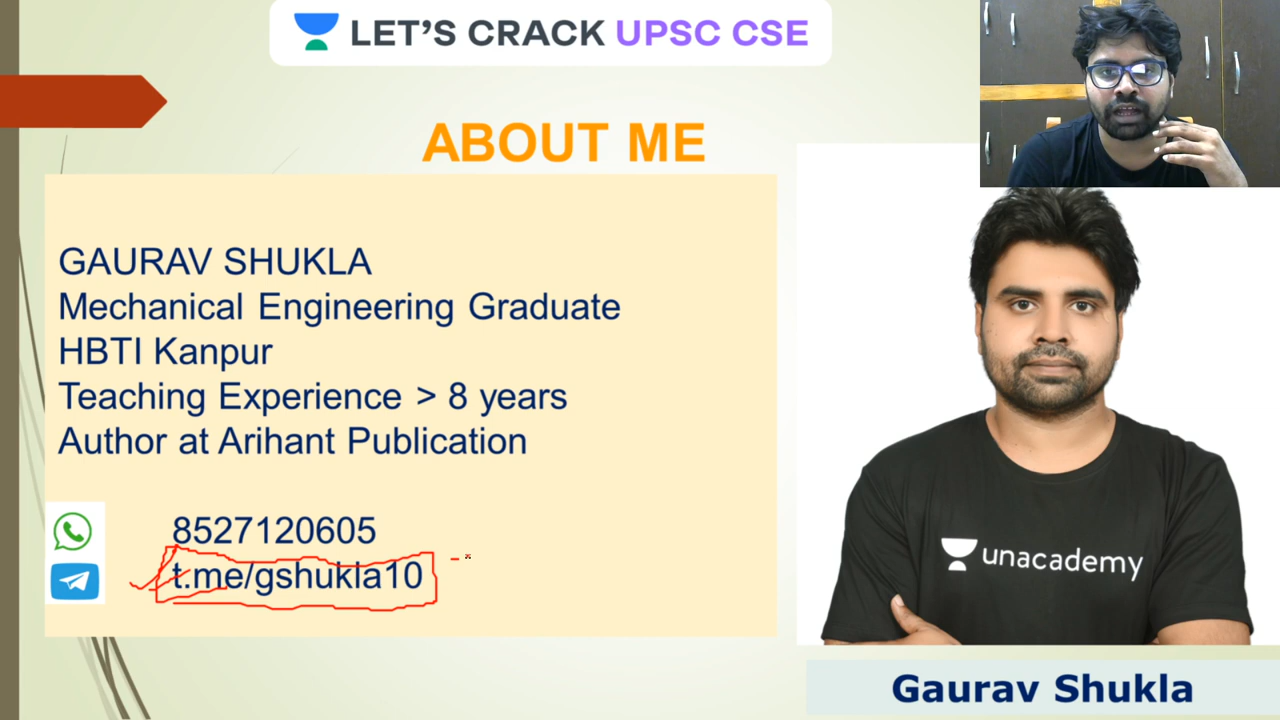 LET'S CRACK UPSC CSE
ABOUT ME
GAURAV SHUKLA
Mechanical Engineering Graduate
HBTI Kanpur
Teaching Experience > 8 years
Author at Arihant Publication
8527120605
t.me/gshukla10
unacademy
Gaurav Shukla